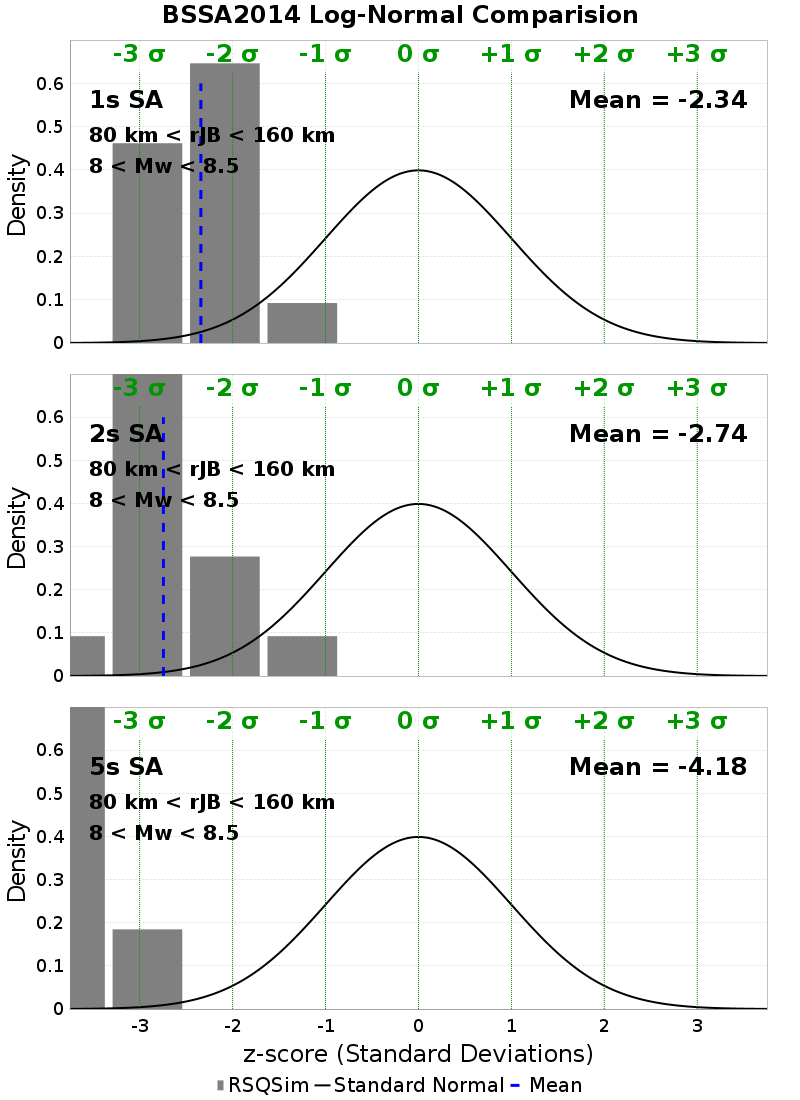 BSSA2014 Log-Normal Comparision
-3 σ -2 σ -1 σ 0 σ +1 σ +2 σ +3 σ
1s SA Mean = -2.34
80 km < rJB < 160 km
8 < Mw < 8.5
0.6
0.5
0.4
0.3
0.2
0.1
0
Density
-3 σ -2 σ -1 σ 0 σ +1 σ +2 σ +3 σ
2s SA Mean = -2.74
80 km < rJB < 160 km
8 < Mw < 8.5
0.6
0.5
0.4
0.3
0.2
0.1
0
Density
-3 σ -2 σ -1 σ 0 σ +1 σ +2 σ +3 σ
5s SA Mean = -4.18
80 km < rJB < 160 km
8 < Mw < 8.5
0.6
0.5
0.4
0.3
0.2
0.1
0
Density
-3 -2 -1 0 1 2 3
z-score (Standard Deviations)
RSQSim Standard Normal Mean